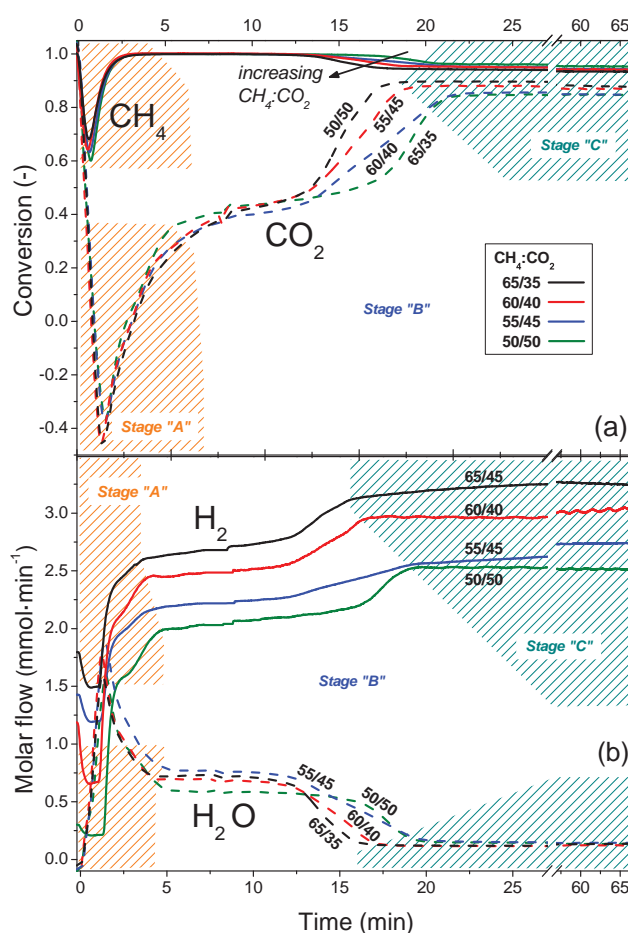 1.0
0.8
0.6
0.4
0.2
0.0
-0.2
-0.4
Conversion (-)
0
5
10
15
20
25
60
65
increasing
CH₄:CO₂
CH₄
50/50
55/45
60/40
65/35
CO₂
Stage "C"
CH₄:CO₂
65/35
60/40
55/45
50/50
Stage "B"
Stage "A"
(a)
Stage "A"
H₂
65/45
60/40
55/45
50/50
3.0
2.5
2.0
1.5
1.0
0.5
0.0
Molar flow (mmol·min⁻¹)
Stage "C"
Stage "B"
(b)
55/45
50/50
60/40
65/35
H₂O
0
5
10
15
20
25
60
65
Time (min)